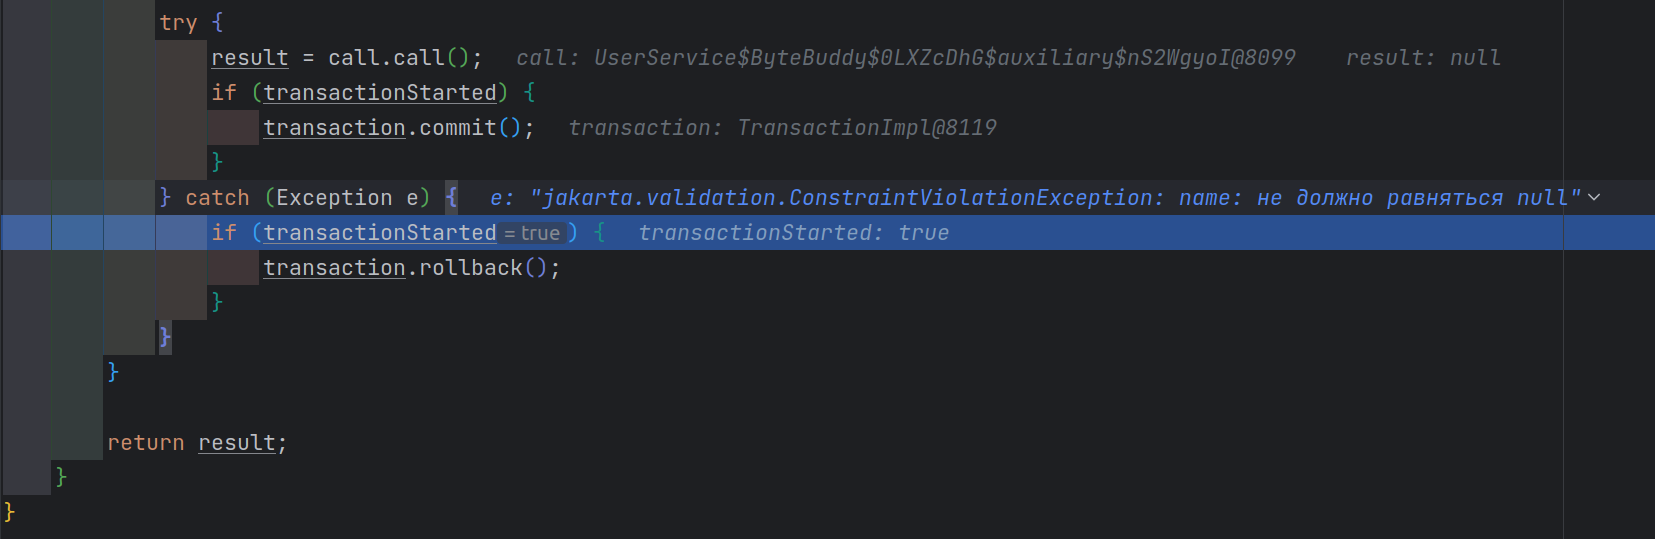 try {
result = call.call();   call: UserService$ByteBuddy$0LXZcDhG$auxiliary$nS2WgyoI@8099   result: null
if (transactionStarted) {
transaction.commit();   transaction: TransactionImpl@8119
}
} catch (Exception e) {   e: "jakarta.validation.ConstraintViolationException: name: не должно равняться null"
if (transactionStarted = true ) {   transactionStarted: true
transaction.rollback();
}
}
}
return result;
}
}